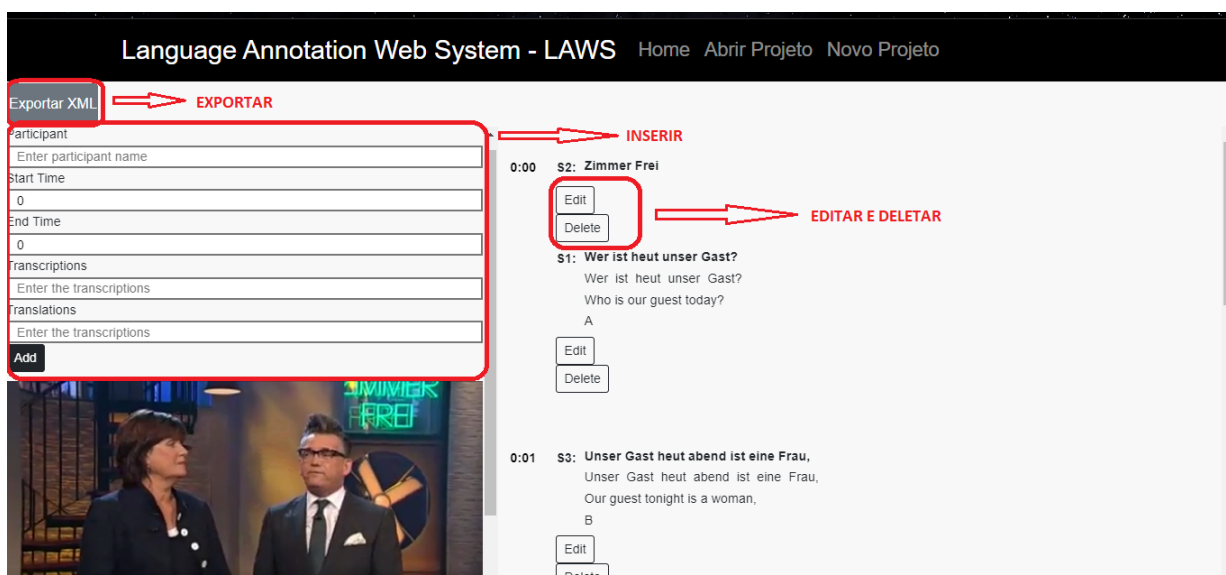 Language Annotation Web System - LAWS Home Abrir Projeto Novo Projeto
Exportar XML
EXPORTAR
Participant
INSERIR
Enter participant name
Start Time
0
End Time
0
Transcriptions
Enter the transcriptions
Translations
Enter the transcriptions
Add
ZIMMER
FREI
0:00 S2: Zimmer Frei
Edit
Delete
EDITAR E DELETAR
S1: Wer ist heut unser Gast?
Wer ist heut unser Gast?
Who is our guest today?
A
Edit
Delete
0:01 S3: Unser Gast heut abend ist eine Frau,
Unser Gast heut abend ist eine Frau,
Our guest tonight is a woman,
B
Edit
Delete